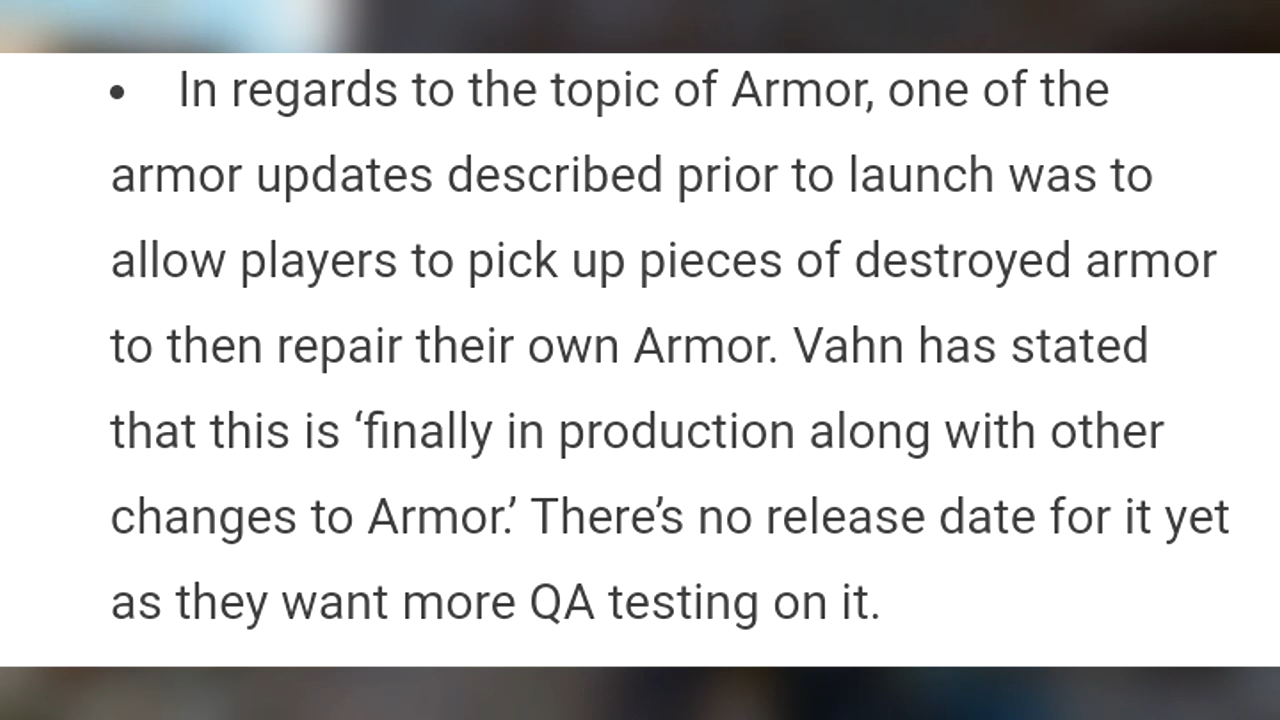 • In regards to the topic of Armor, one of the
armor updates described prior to launch was to
allow players to pick up pieces of destroyed armor
to then repair their own Armor. Vahn has stated
that this is ‘finally in production along with other
changes to Armor.’ There’s no release date for it yet
as they want more QA testing on it.